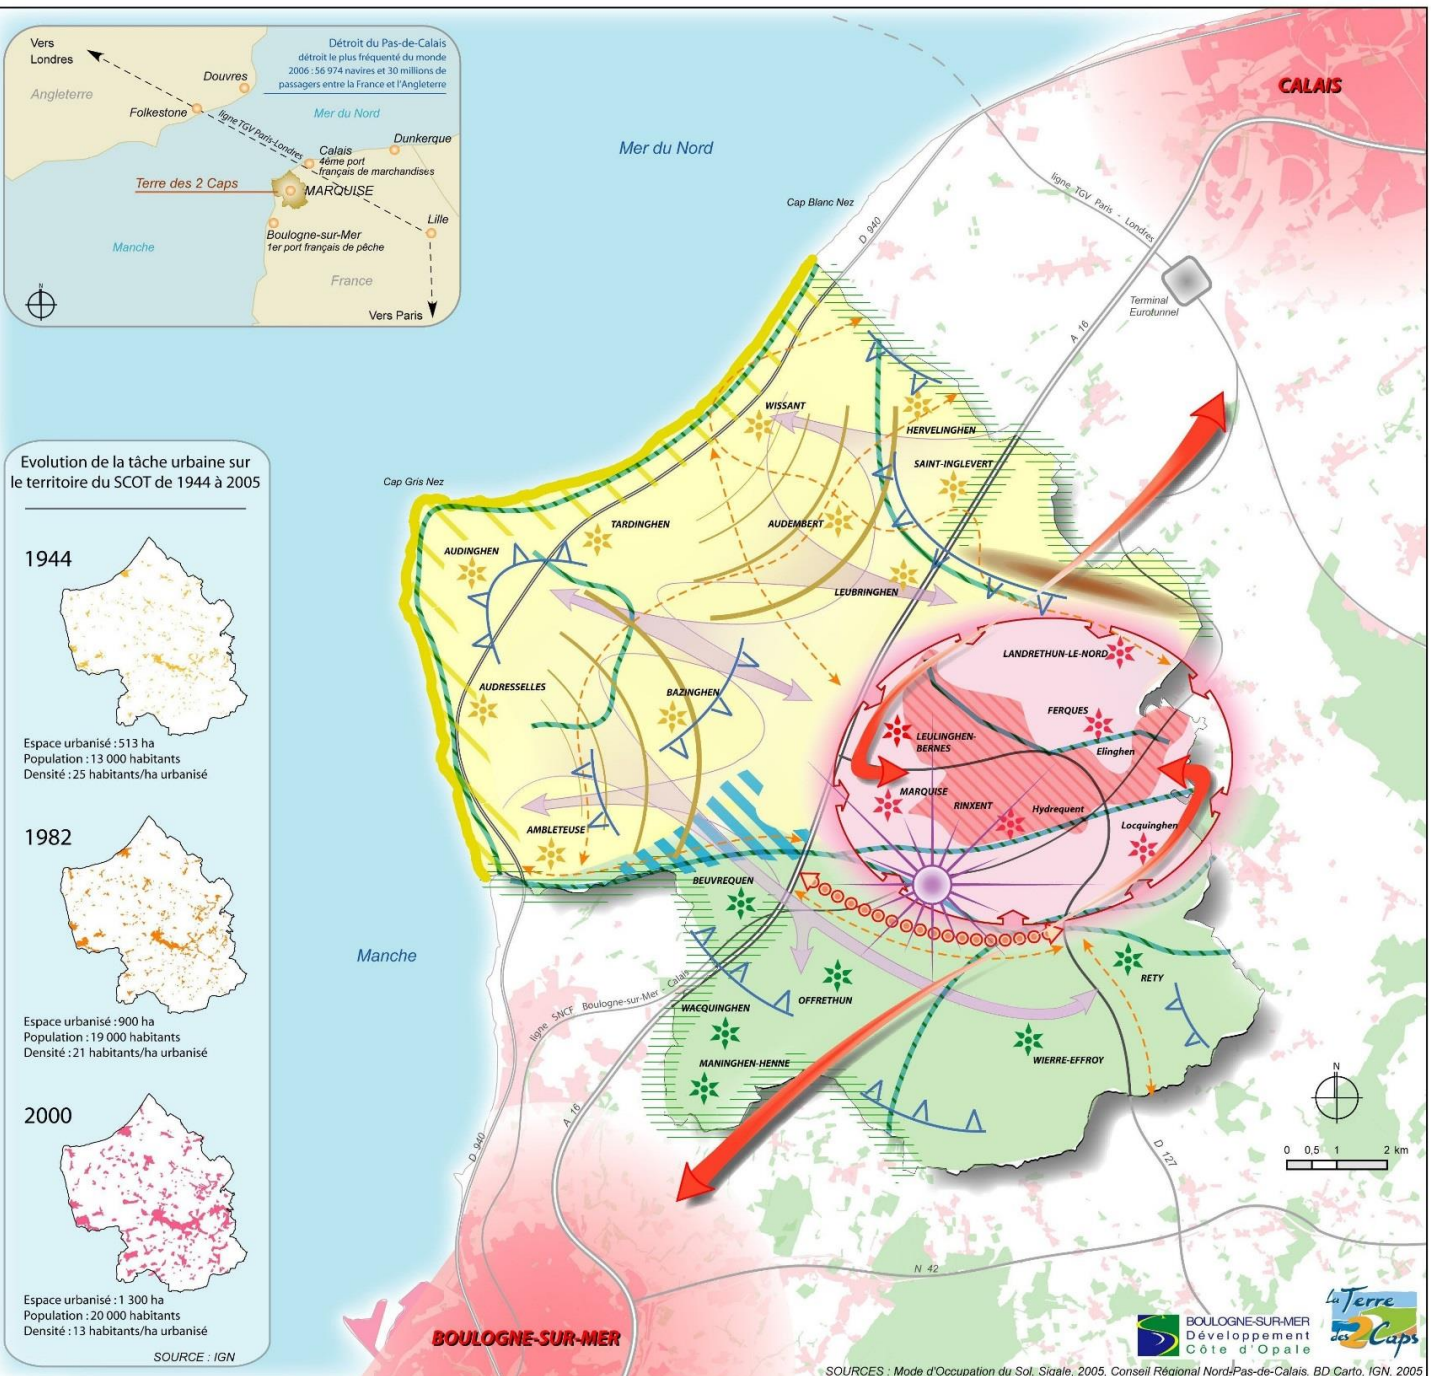 Vers
Londres
Détroit du Pas-de-Calais
détroit le plus fréquenté du monde
2006 : 56 974 navires et 30 millions de
passagers entre la France et l'Angleterre
Douvres
Angleterre
Folkestone
Mer du Nord
ligne TGV Paris-Londres
Dunkerque
Calais
4éme port
français de marchandises
Terre des 2 Caps
MARQUISE
Lille
Boulogne-sur-Mer
1er port français de pêche
Manche
France
N
Vers Paris
CALAIS
Mer du Nord
ligne TGV Paris - Londres
Cap Blanc Nez
D 940
Terminal
Eurotunnel
A 16
WISSANT
HERVELINGHEN
SAINT-INGLEVERT
Cap Gris Nez
TARDINGHEN
AUDEMBERT
AUDINGHEN
LEUBRINGHEN
LANDRETHUN-LE-NORD
AUDRESSELLES
BAZINGHEN
FERQUES
LEULINGHEN-
BERNES
Elinghen
MARQUISE
RINXENT
Hydrequent
Locquinghen
AMBLETEUSE
BEUVREQUEN
Manche
RETY
OFFRETHUN
ligne SNCF Boulogne-sur-Mer - Calais
WACQUINGHEN
WIERRE-EFFROY
MANINGHEN-HENNE
N
A 16
D 940
D 127
0 0,5 1 2 km
N 42
BOULOGNE-SUR-MER
Evolution de la tâche urbaine sur
le territoire du SCOT de 1944 à 2005
1944
Espace urbanisé : 513 ha
Population : 13 000 habitants
Densité : 25 habitants/ha urbanisé
1982
Espace urbanisé : 900 ha
Population : 19 000 habitants
Densité : 21 habitants/ha urbanisé
2000
Espace urbanisé : 1 300 ha
Population : 20 000 habitants
Densité : 13 habitants/ha urbanisé
SOURCE : IGN
BOULOGNE-SUR-MER
Développement
Côte d'Opale
La Terre
des 2 Caps
SOURCES : Mode d'Occupation du Sol, Sigale, 2005, Conseil Régional Nord-Pas-de-Calais, BD Carto, IGN, 2005